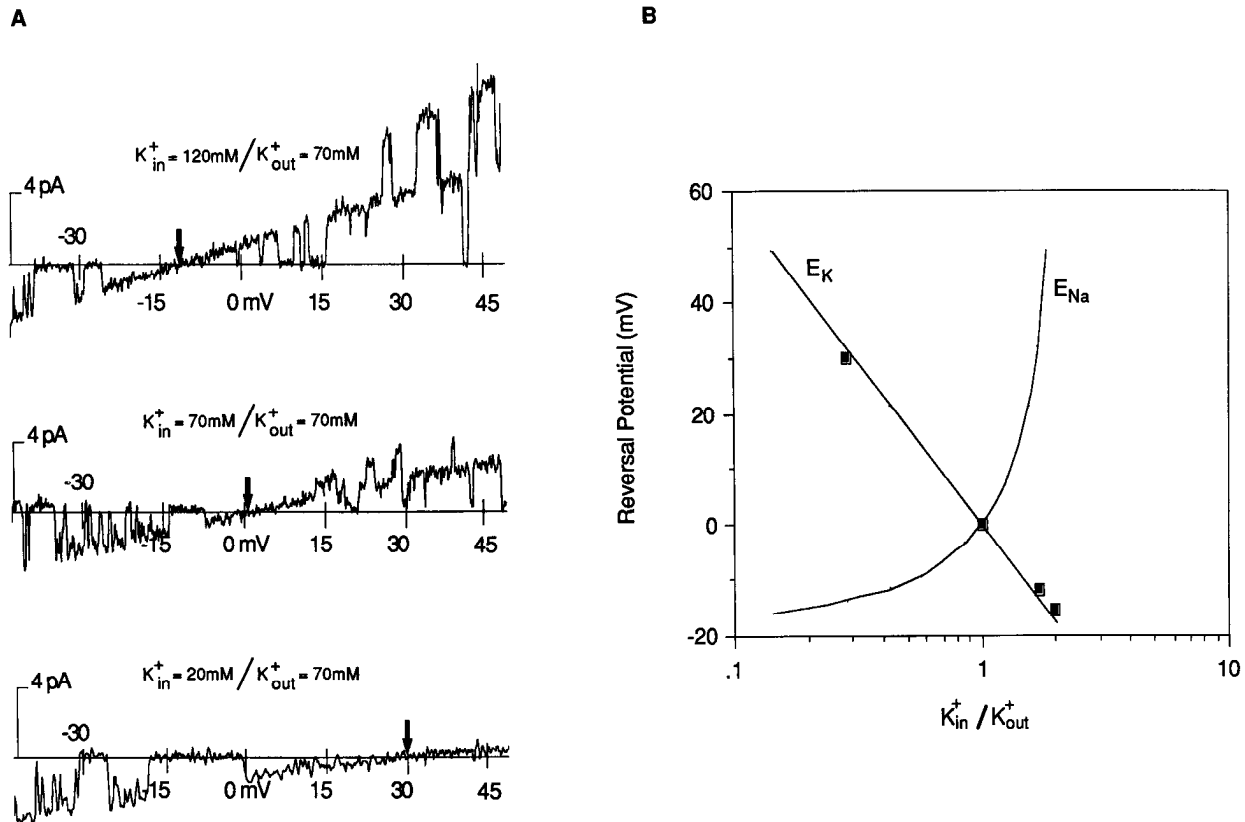 A
K+in = 120mM / K+out = 70mM
4 pA
-30
-15 0 mV 15 30 45
K+in = 70mM / K+out = 70mM
4 pA
-30
-15 0 mV 15 30 45
K+in = 20mM / K+out = 70mM
4 pA
-30
15 0 mV 15 30 45
B
Reversal Potential (mV)
60
40
20
0
-20
EK
ENa
.1 1 10
K+in / K+out